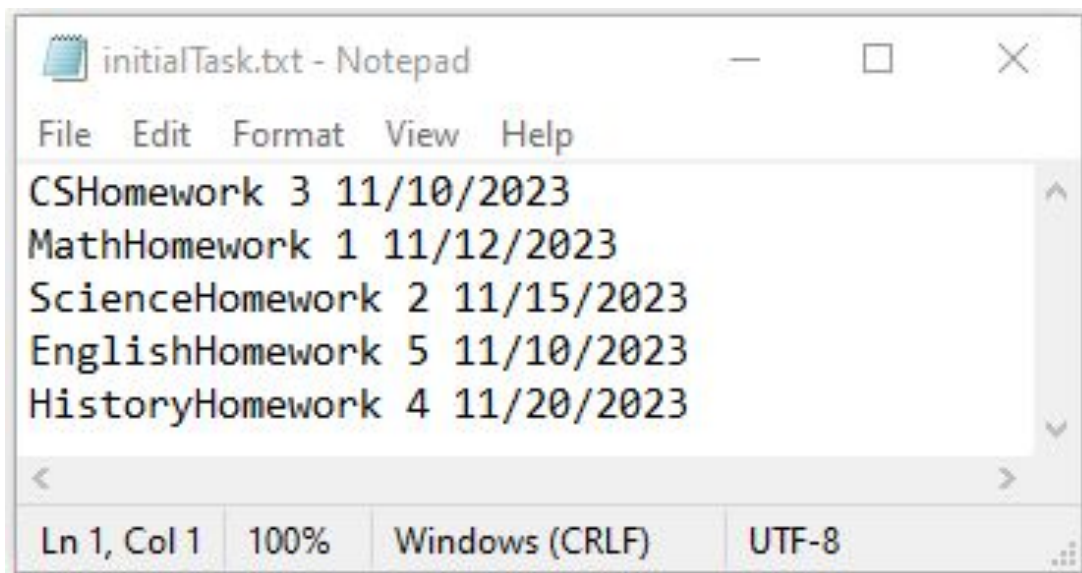 initialTask.txt - Notepad
File Edit Format View Help
CSHomework 3 11/10/2023
MathHomework 1 11/12/2023
ScienceHomework 2 11/15/2023
EnglishHomework 5 11/10/2023
HistoryHomework 4 11/20/2023
Ln 1, Col 1 100% Windows (CRLF) UTF-8